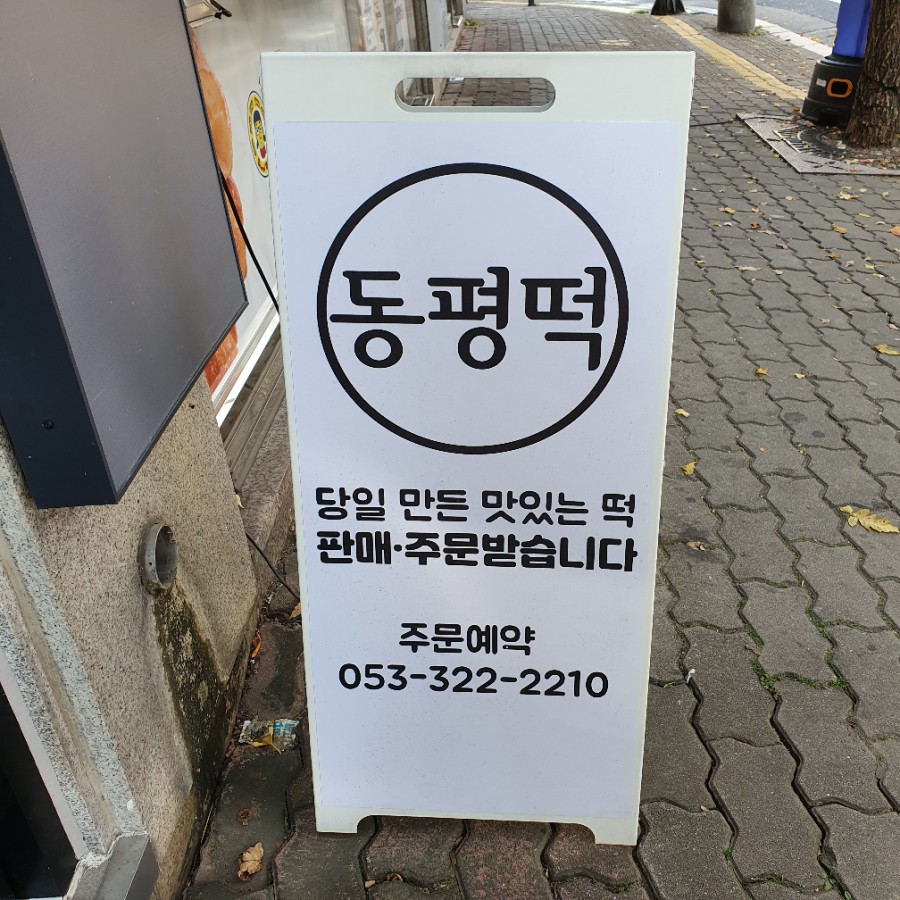 동평떡
당일 만든 맛있는 떡
판매·주문받습니다
주문예약
053-322-2210